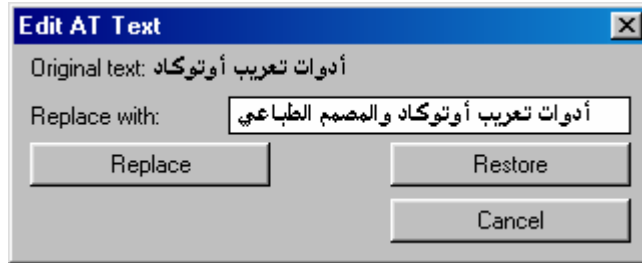 Edit AT Text
Original text: أدوات تعريب أوتوكاد
Replace with: أدوات تعريب أوتوكاد والمصمم الطباعي
Replace Restore
Cancel